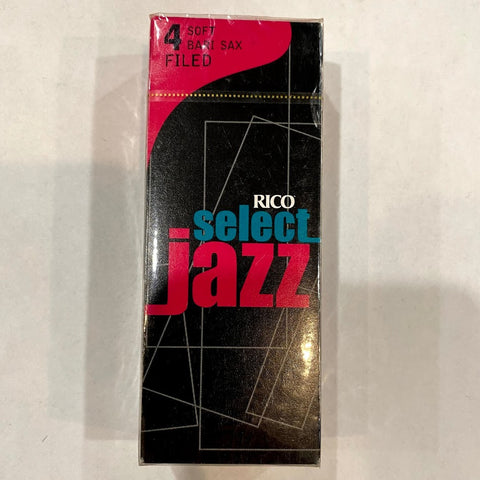 4 SOFT
BARI SAX
FILED
RICO
select
jazz